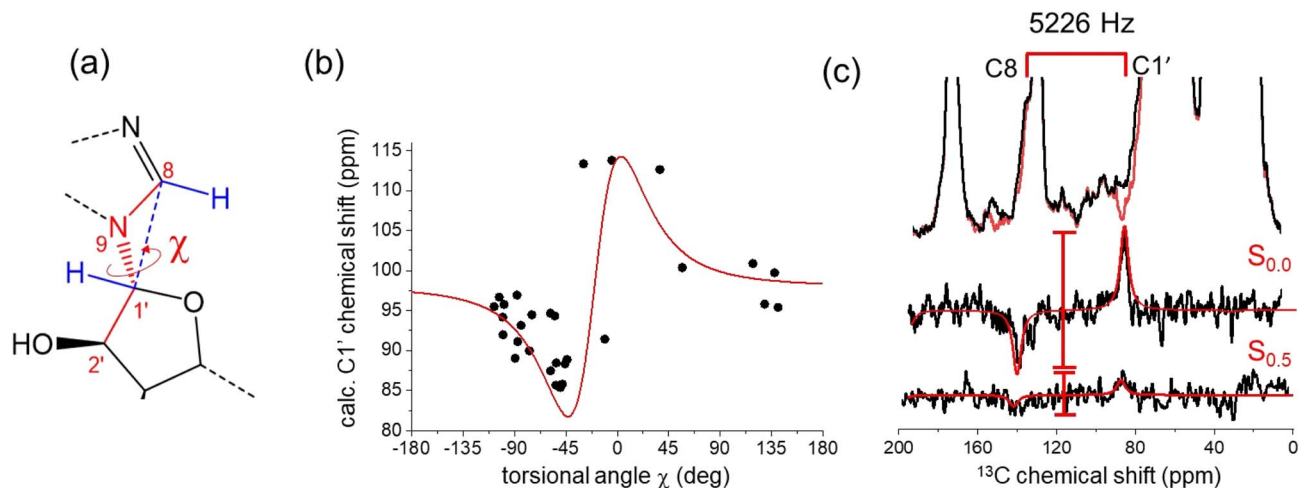 (a)
N
8
H
N
9
χ
H
1'
O
HO
2'
(b)
calc. C1' chemical shift (ppm)
115
110
105
100
95
90
85
80
-180 -135 -90 -45 0 45 90 135 180
torsional angle χ (deg)
(c)
5226 Hz
C8
C1′
S0.0
S0.5
200 160 120 80 40 0
13C chemical shift (ppm)